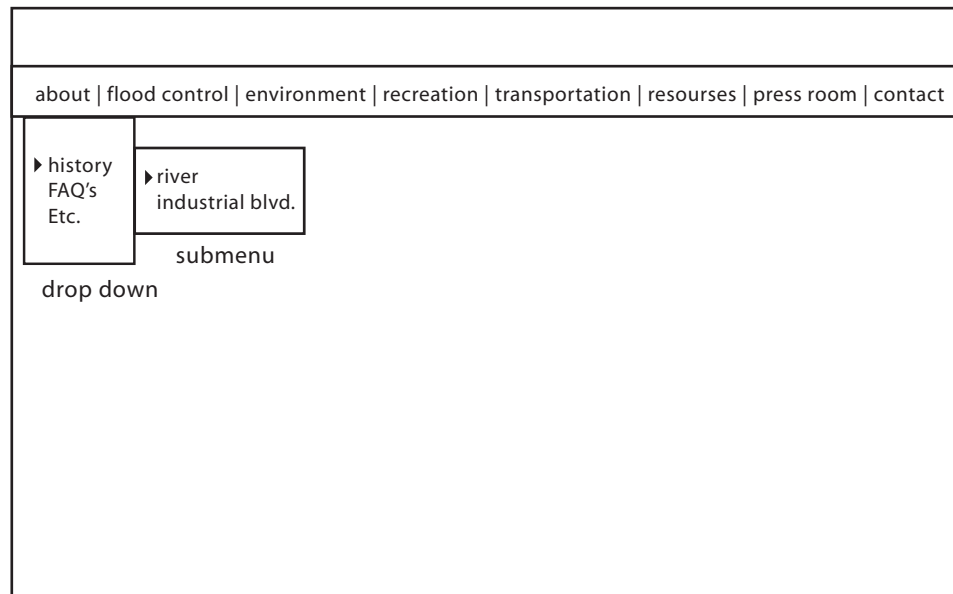 about | flood control | environment | recreation | transportation | resourses | press room | contact
history
FAQ's
Etc.
river
industrial blvd.
submenu
drop down